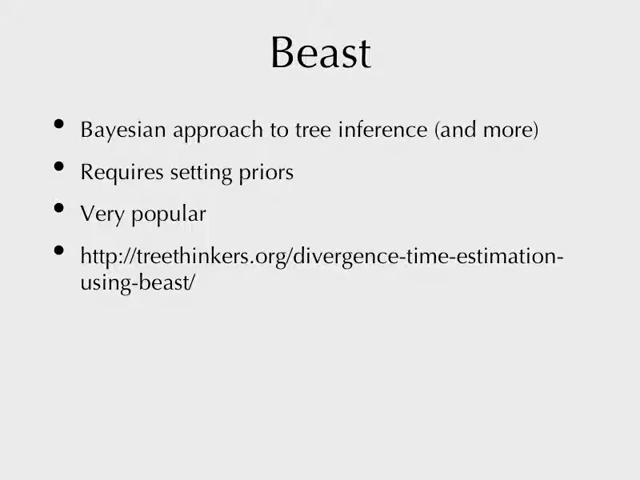 Beast
• Bayesian approach to tree inference (and more)
• Requires setting priors
• Very popular
• http://treethinkers.org/divergence-time-estimation-
using-beast/